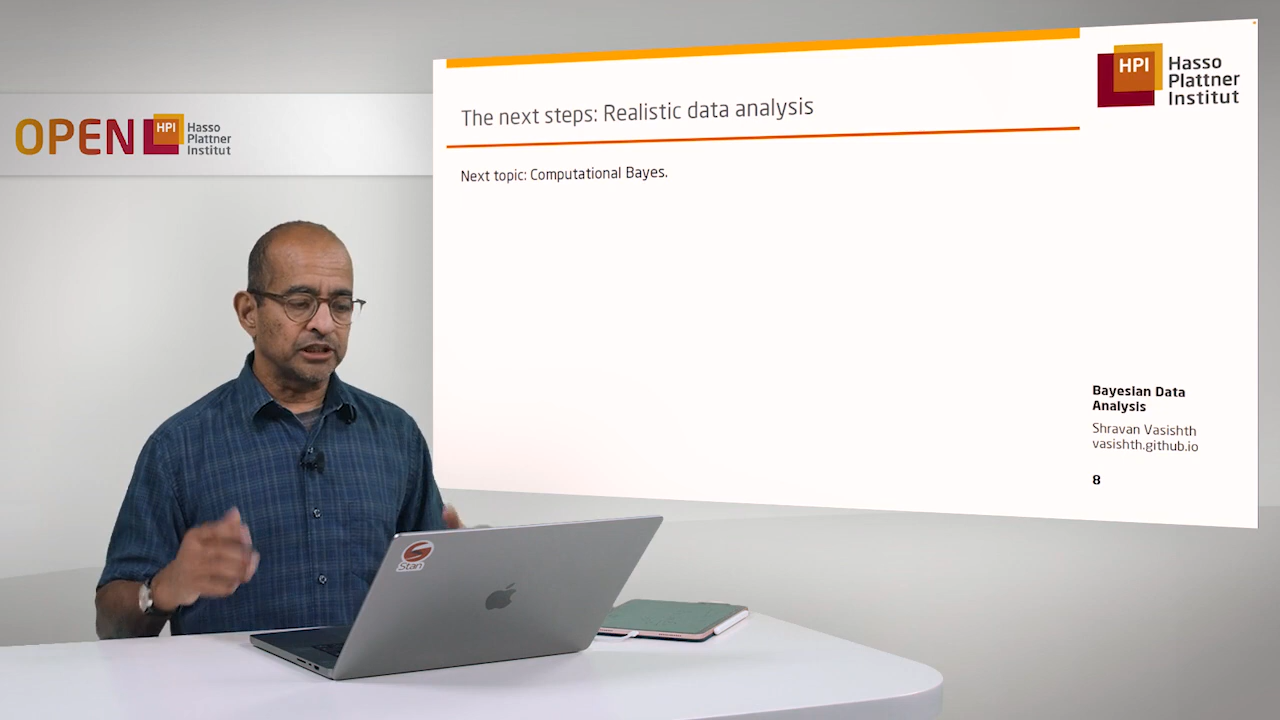 OPEN
HPI
Hasso
Plattner
Institut
The next steps: Realistic data analysis
Next topic: Computational Bayes.
HPI
Hasso
Plattner
Institut
Bayesian Data
Analysis
Shravan Vasishth
vasishth.github.io
8
Stan